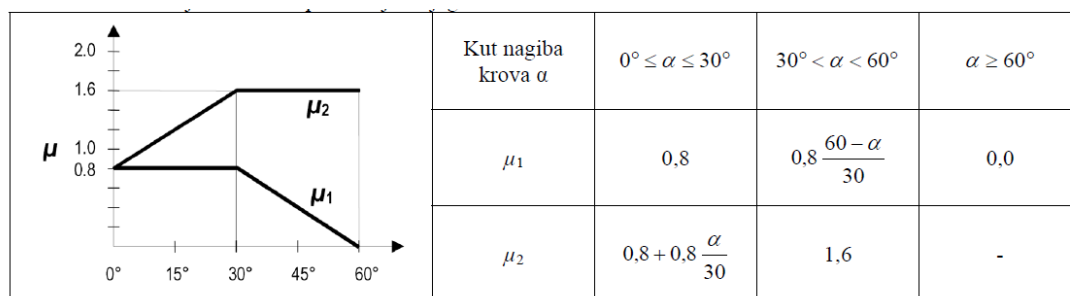 2.0
1.6
μ2
μ 1.0
0.8
μ1
0° 15° 30° 45° 60°
Kut nagiba
krova α
0° ≤ α ≤ 30°
30° < α < 60°
α ≥ 60°
μ1
0,8
0,8 (60 − α)/30
0,0
μ2
0,8 + 0,8 α/30
1,6
-